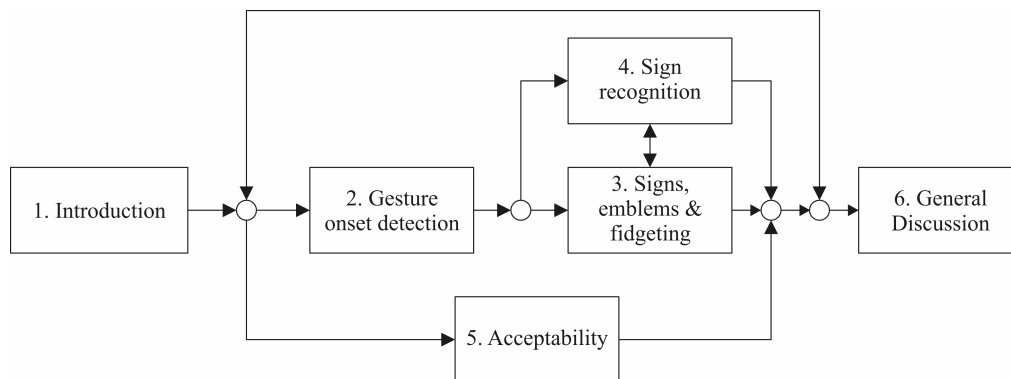 1. Introduction
2. Gesture
onset detection
4. Sign
recognition
3. Signs,
emblems &
fidgeting
5. Acceptability
6. General
Discussion